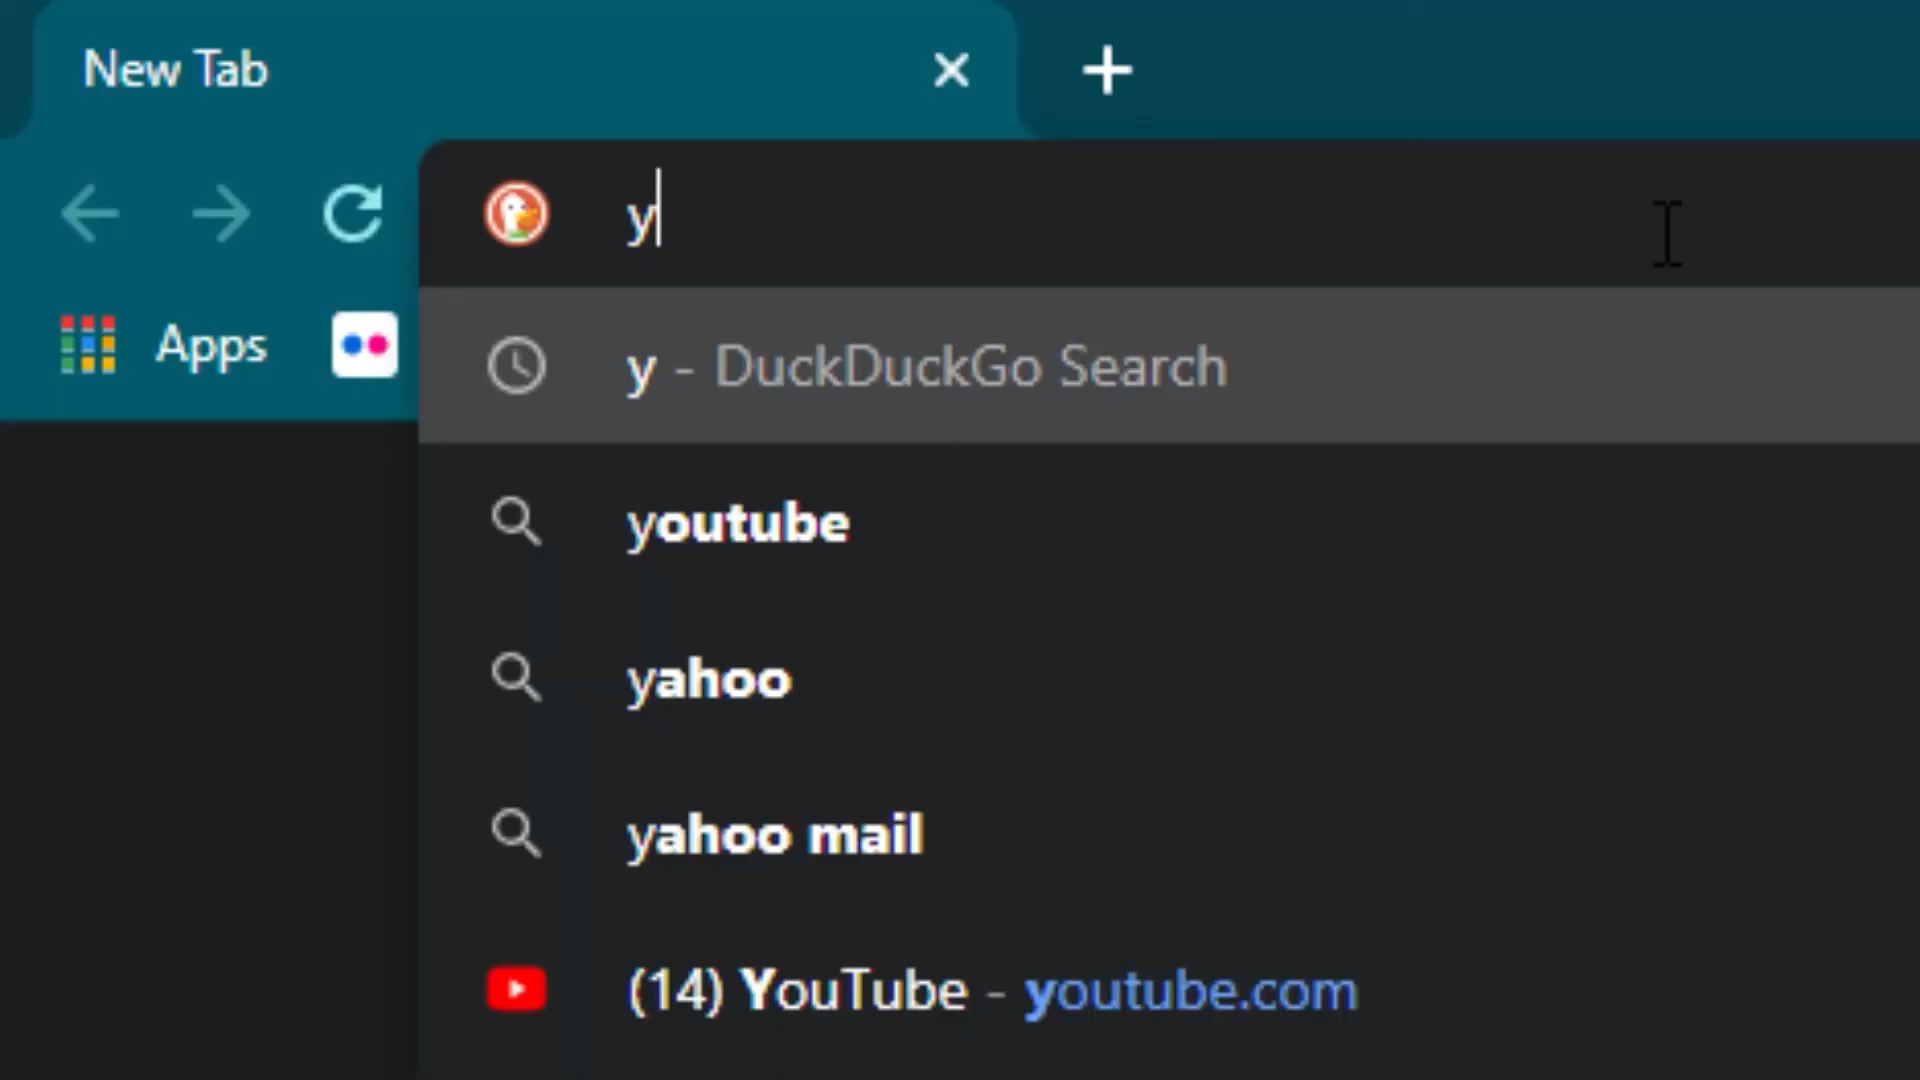 New Tab
y
Apps
y - DuckDuckGo Search
youtube
yahoo
yahoo mail
(14) YouTube - youtube.com